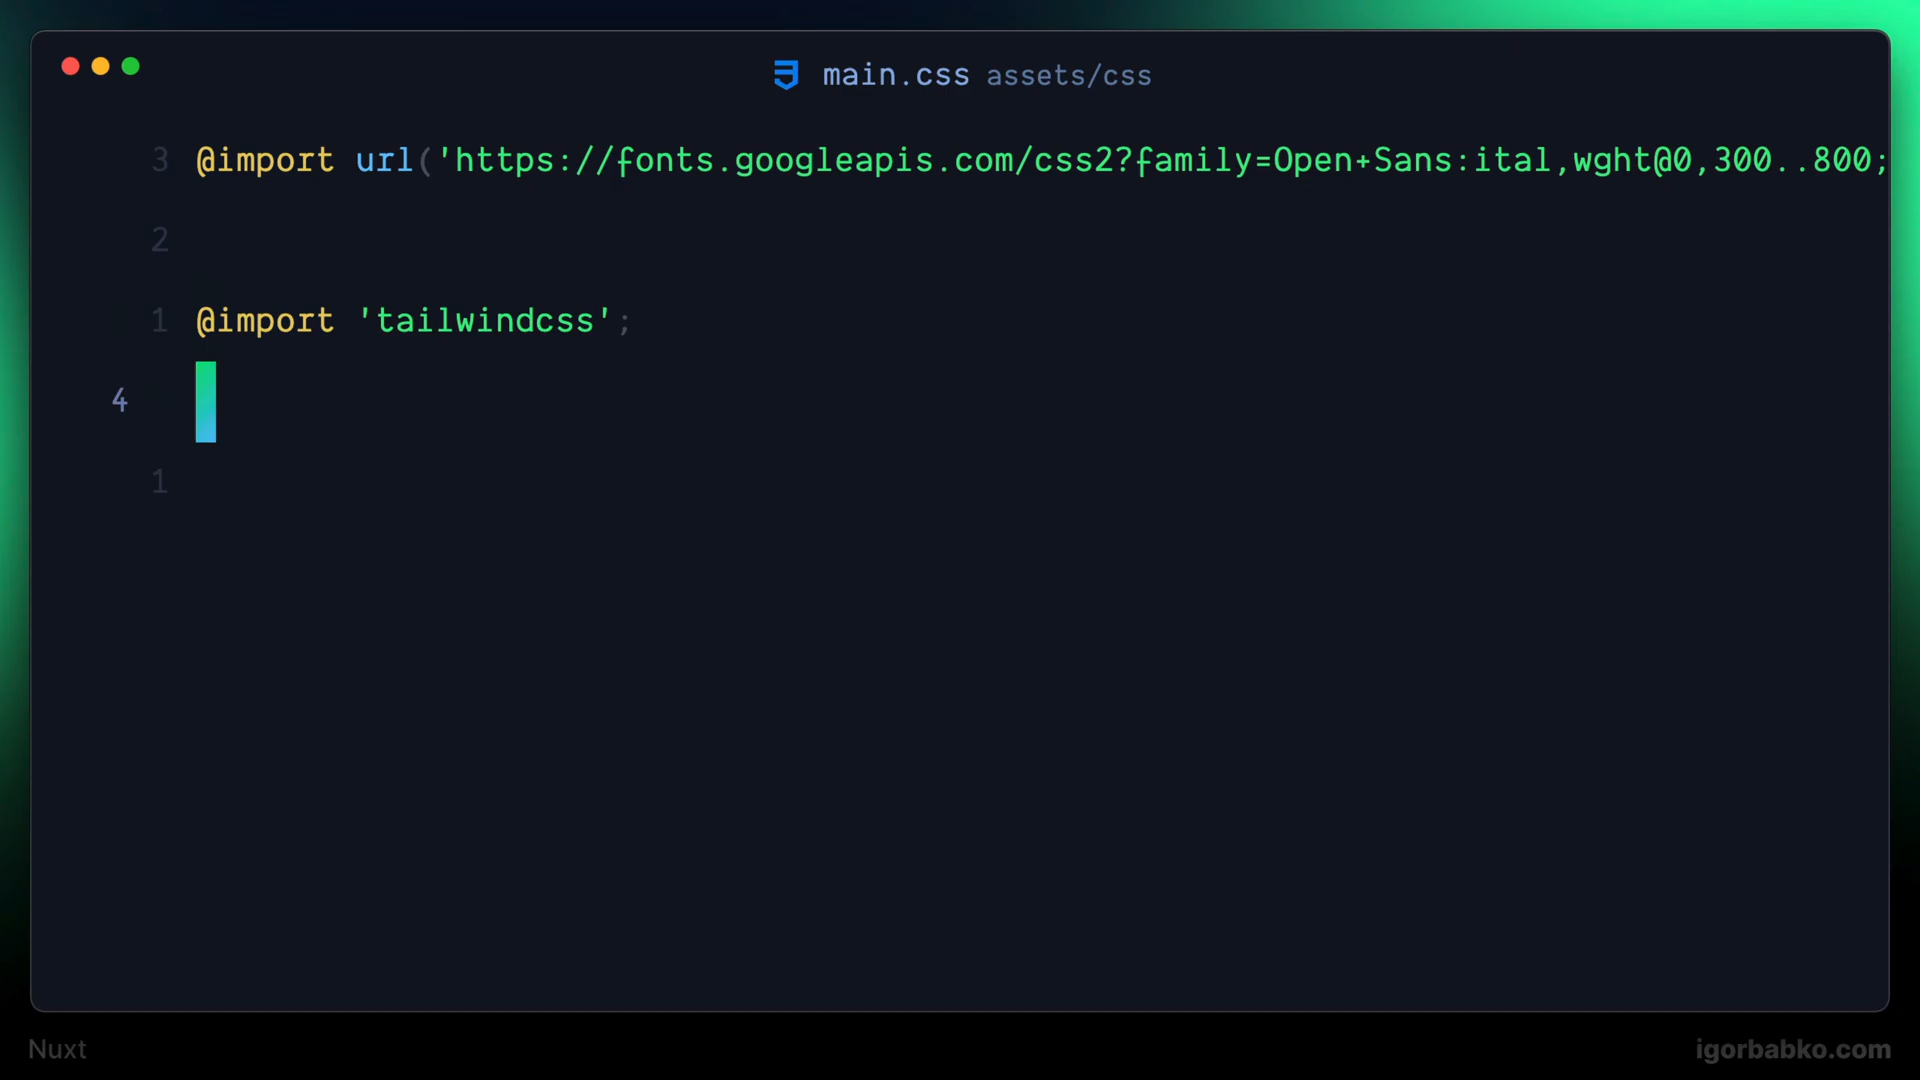 main.css assets/css
3 @import url('https://fonts.googleapis.com/css2?family=Open+Sans:ital,wght@0,300..800;
2
1 @import 'tailwindcss';
4
1
Nuxt
igorbabko.com